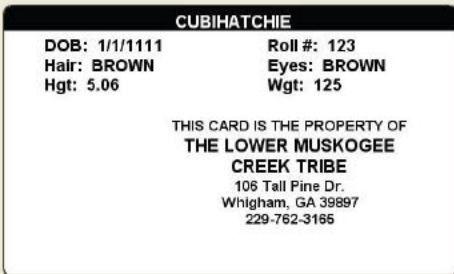 CUBIHATCHIE
DOB: 1/1/1111 Roll #: 123
Hair: BROWN Eyes: BROWN
Hgt: 5.06 Wgt: 125
THIS CARD IS THE PROPERTY OF
THE LOWER MUSKOGEE
CREEK TRIBE
106 Tall Pine Dr.
Whigham, GA 39897
229-762-3165